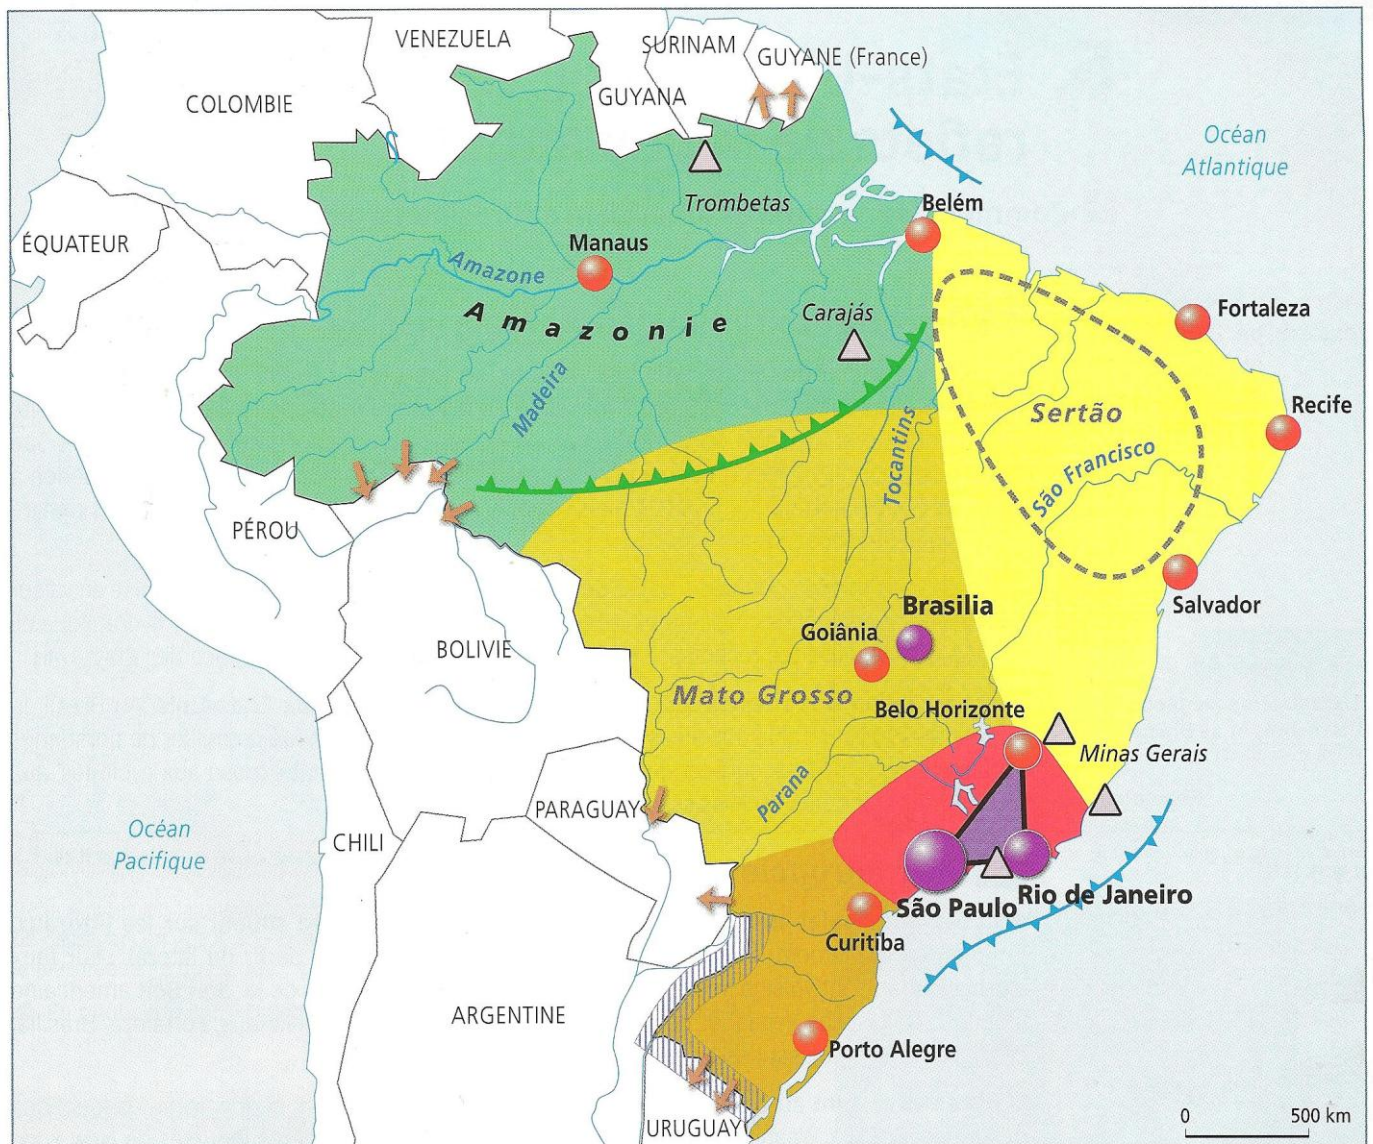 VENEZUELA
SURINAM
GUYANE (France)
COLOMBIE
GUYANA
Océan
Atlantique
Trombetas
Belém
ÉQUATEUR
Manaus
Amazone
Amazonie
Carajás
Fortaleza
Madeira
Tocantins
Sertão
Recife
São Francisco
PÉROU
Brasilia
Salvador
Goiânia
BOLIVIE
Mato Grosso
Belo Horizonte
Minas Gerais
Parana
PARAGUAY
Océan
Pacifique
CHILI
São Paulo
Rio de Janeiro
Curitiba
ARGENTINE
Porto Alegre
URUGUAY
0 500 km